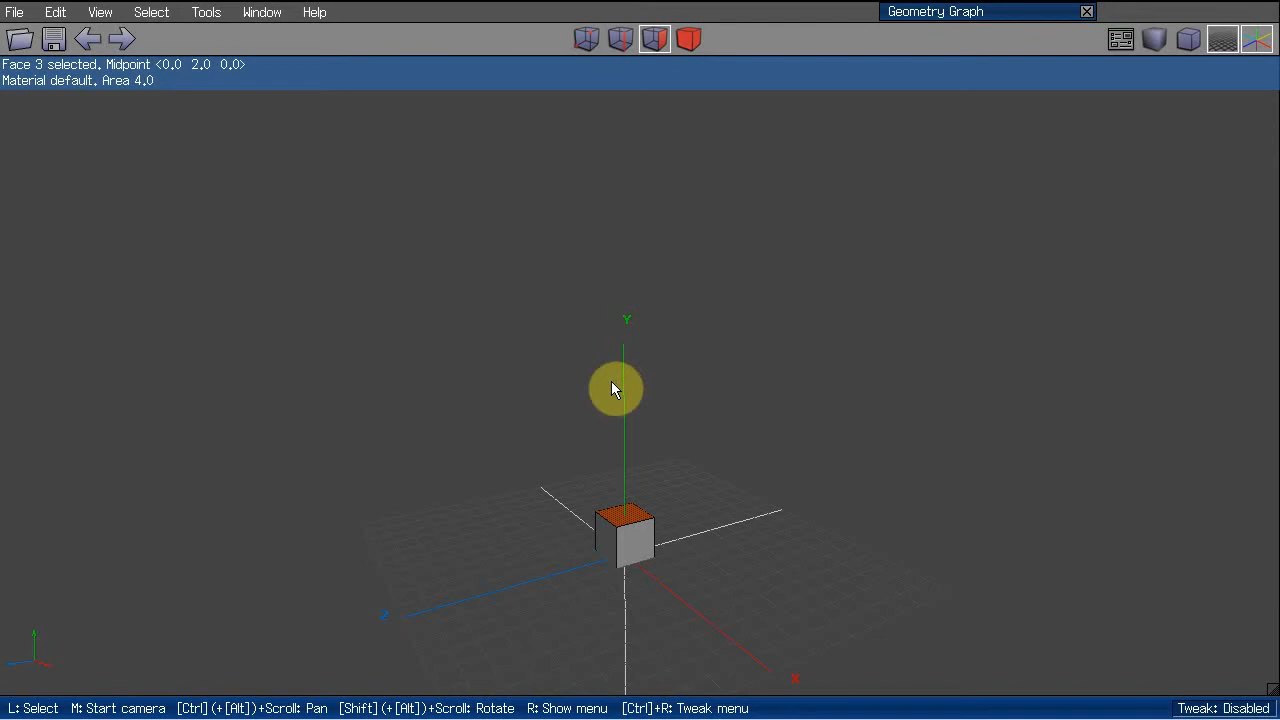 File Edit View Select Tools Window Help
Geometry Graph
Face 3 selected. Midpoint <0.0 2.0 0.0>
Material default. Area 4.0
Y
Z
X
L: Select M: Start camera [Ctrl](+[Alt])+Scroll: Pan [Shift](+[Alt])+Scroll: Rotate R: Show menu [Ctrl]+R: Tweak menu
Tweak: Disabled